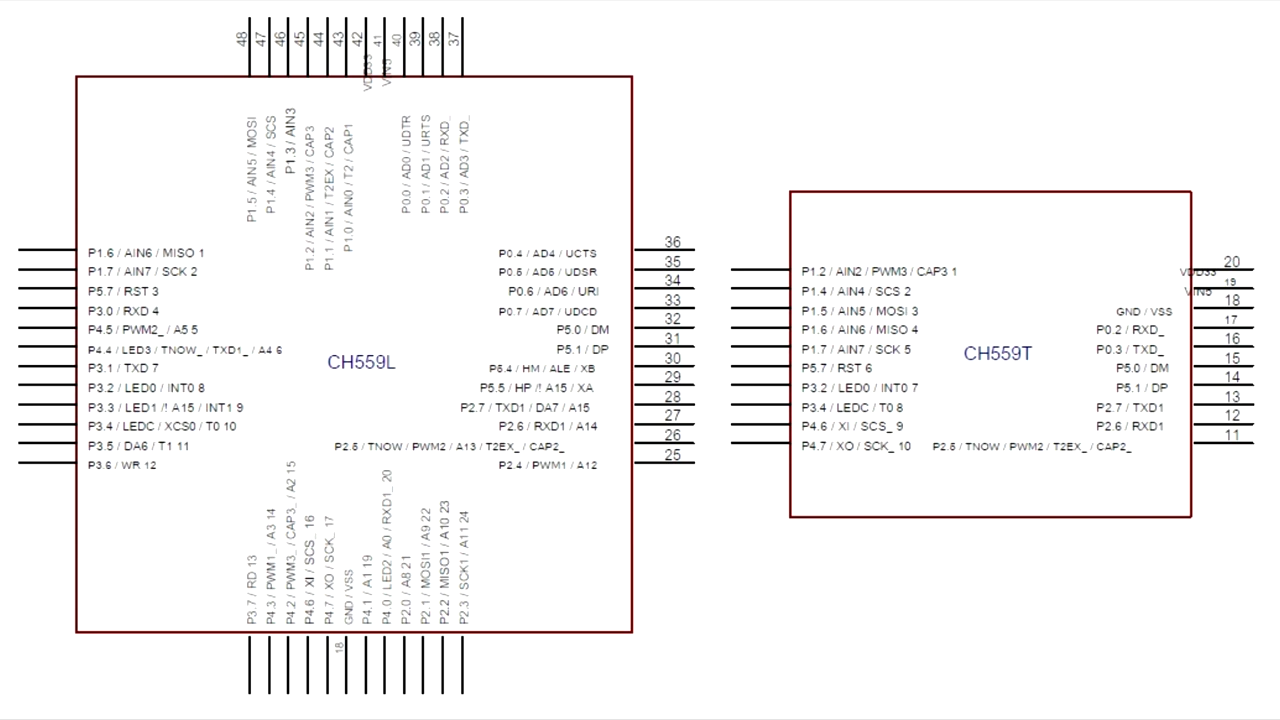 48
47
46
45
44
43
42
41
40
39
38
37
VDD33
VIN5
P1.5 / AIN5 / MOSI
P1.4 / AIN4 / SCS
P1.3 / AIN3
P1.2 / AIN2 / PWM3 / CAP3
P1.1 / AIN1 / T2EX / CAP2
P1.0 / AIN0 / T2 / CAP1
P0.0 / AD0 / UDTR
P0.1 / AD1 / URTS
P0.2 / AD2 / RXD_
P0.3 / AD3 / TXD_
P1.6 / AIN6 / MISO 1
P1.7 / AIN7 / SCK 2
P5.7 / RST 3
P3.0 / RXD 4
P4.5 / PWM2_ / A5 5
P4.4 / LED3 / TNOW_ / TXD1_ / A4 6
P3.1 / TXD 7
P3.2 / LED0 / INT0 8
P3.3 / LED1 /! A15 / INT1 9
P3.4 / LEDC / XCS0 / T0 10
P3.5 / DA6 / T1 11
P3.6 / WR 12
CH559L
P0.4 / AD4 / UCTS 36
P0.5 / AD5 / UDSR 35
P0.6 / AD6 / URI 34
P0.7 / AD7 / UDCD 33
P5.0 / DM 32
P5.1 / DP 31
P5.4 / HM / ALE / XB 30
P5.5 / HP /! A15 / XA 29
P2.7 / TXD1 / DA7 / A15 28
P2.6 / RXD1 / A14 27
P2.5 / TNOW / PWM2 / A13 / T2EX_ / CAP2_ 26
P2.4 / PWM1 / A12 25
P3.7 / RD 13
P4.3 / PWM1_ / A3 14
P4.2 / PWM3_ / CAP3_ / A2 15
P4.6 / XI / SCS_ 16
P4.7 / XO / SCK_ 17
GND / VSS
18
P4.1 / A1 19
P4.0 / LED2 / A0 / RXD1_ 20
P2.0 / A8 21
P2.1 / MOSI1 / A9 22
P2.2 / MISO1 / A10 23
P2.3 / SCK1 / A11 24
P1.2 / AIN2 / PWM3 / CAP3 1
P1.4 / AIN4 / SCS 2
P1.5 / AIN5 / MOSI 3
P1.6 / AIN6 / MISO 4
P1.7 / AIN7 / SCK 5
P5.7 / RST 6
P3.2 / LED0 / INT0 7
P3.4 / LEDC / T0 8
P4.6 / XI / SCS_ 9
P4.7 / XO / SCK_ 10
CH559T
VDD33 20
VIN5 19
GND / VSS 18
P0.2 / RXD_ 17
P0.3 / TXD_ 16
P5.0 / DM 15
P5.1 / DP 14
P2.7 / TXD1 13
P2.6 / RXD1 12
P2.5 / TNOW / PWM2 / T2EX_ / CAP2_ 11